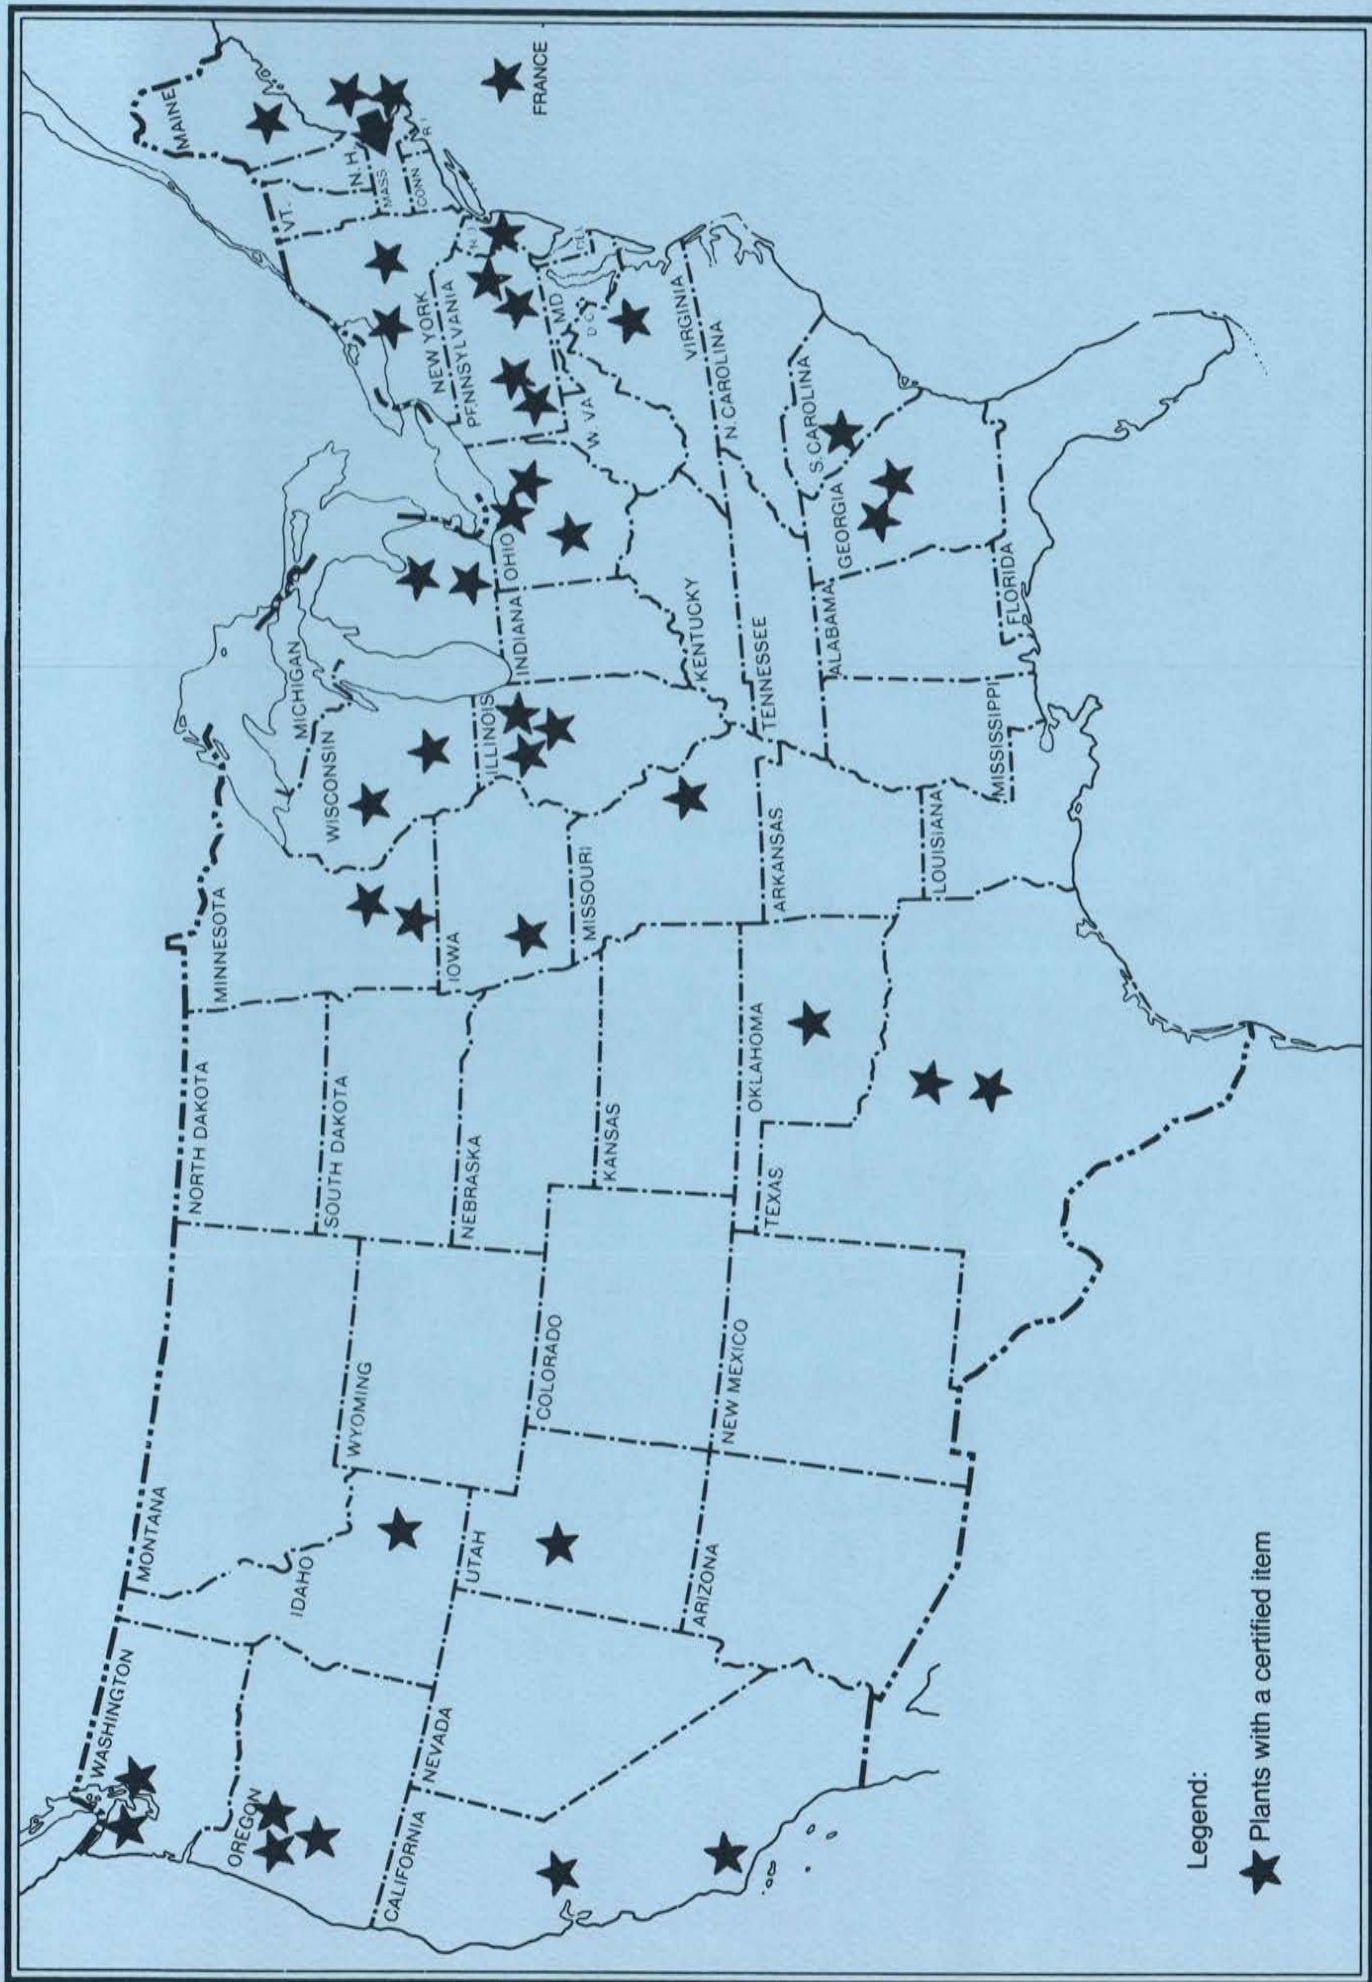 WASHINGTON
MONTANA
NORTH DAKOTA
MINNESOTA
MAINE
OREGON
IDAHO
SOUTH DAKOTA
WISCONSIN
MICHIGAN
VT.
N.H.
MASS
CONN
R I
WYOMING
NEBRASKA
IOWA
ILLINOIS
INDIANA
OHIO
NEW YORK
PENNSYLVANIA
N J
FRANCE
CALIFORNIA
NEVADA
UTAH
COLORADO
KANSAS
MISSOURI
W. VA
MD
D C
DEL
KENTUCKY
VIRGINIA
ARIZONA
NEW MEXICO
OKLAHOMA
TEXAS
ARKANSAS
TENNESSEE
N. CAROLINA
S. CAROLINA
GEORGIA
ALABAMA
LOUISIANA
MISSISSIPPI
FLORIDA
Legend:
Plants with a certified item